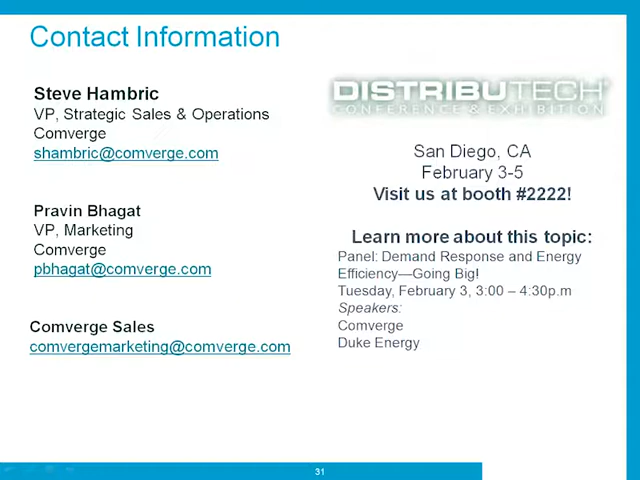 Contact Information
Steve Hambric
VP, Strategic Sales & Operations
Comverge
shambric@comverge.com
Pravin Bhagat
VP, Marketing
Comverge
pbhagat@comverge.com
Comverge Sales
comvergemarketing@comverge.com
DISTRIBUTECH®
CONFERENCE & EXHIBITION
San Diego, CA
February 3-5
Visit us at booth #2222!
Learn more about this topic:
Panel: Demand Response and Energy
Efficiency—Going Big!
Tuesday, February 3, 3:00 – 4:30p.m
Speakers:
Comverge
Duke Energy
31